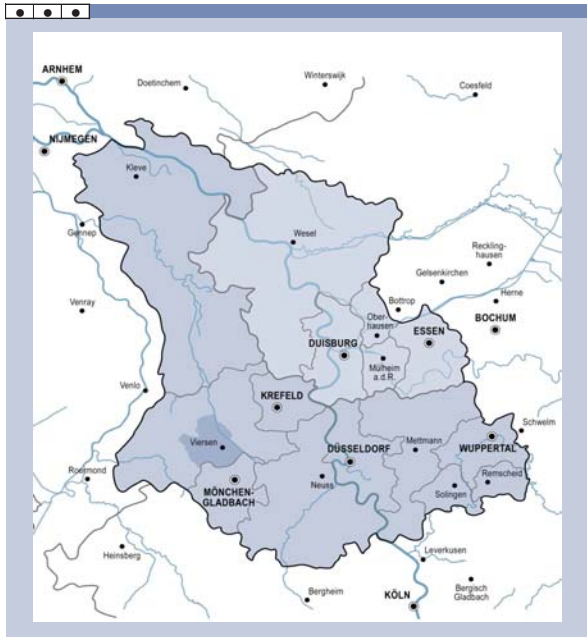 ARNHEM
Doetinchem
Winterswijk
Coesfeld
NIJMEGEN
Kleve
Gennep
Wesel
Reckling-
hausen
Gelsenkirchen
Venray
Bottrop
Herne
Ober-
hausen
ESSEN
BOCHUM
DUISBURG
Mülheim
a.d.R.
Venlo
KREFELD
Schwelm
Viersen
Mettmann
WUPPERTAL
DÜSSELDORF
Roermond
Neuss
Remscheid
MÖNCHEN-
GLADBACH
Solingen
Heinsberg
Leverkusen
Bergheim
KÖLN
Bergisch
Gladbach